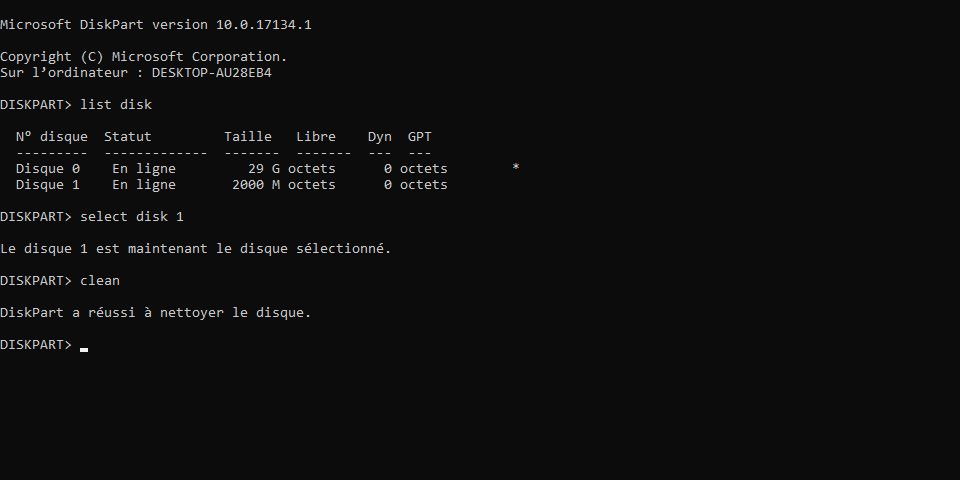 Microsoft DiskPart version 10.0.17134.1
Copyright (C) Microsoft Corporation.
Sur l’ordinateur : DESKTOP-AU28EB4
DISKPART> list disk
N° disque  Statut         Taille   Libre    Dyn  GPT
---------  -------------  -------  -------  ---  ---
Disque 0    En ligne         29 G octets      0 octets        *
Disque 1    En ligne       2000 M octets      0 octets
DISKPART> select disk 1
Le disque 1 est maintenant le disque sélectionné.
DISKPART> clean
DiskPart a réussi à nettoyer le disque.
DISKPART>